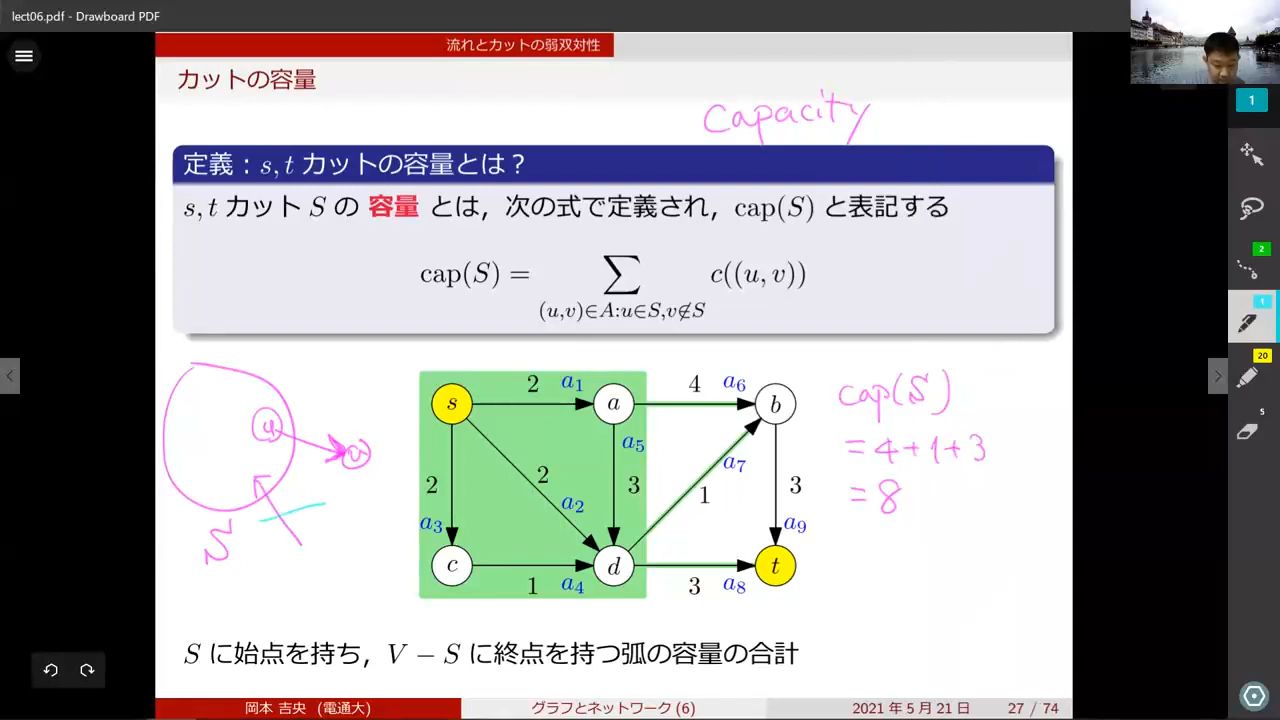 lect06.pdf - Drawboard PDF
流れとカットの弱双対性
カットの容量
capacity
定義：s, t カットの容量とは？
s, t カット S の 容量 とは，次の式で定義され，cap(S) と表記する
cap(S) = ∑ c((u, v))
(u,v)∈A:u∈S,v∉S
s 2 a₁ a 4 a₆ b
2 a₃ 2 a₂ a₅ 3 a₇ 1 3 a₉
c 1 a₄ d 3 a₈ t
cap(S)
= 4+1+3
= 8
u
v
S
S に始点を持ち，V − S に終点を持つ弧の容量の合計
岡本 吉央 (電通大) グラフとネットワーク (6) 2021 年 5 月 21 日 27 / 74
1
2
1
20
5